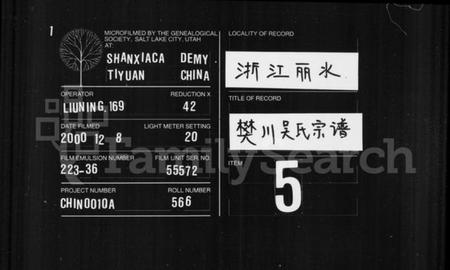 1
MICROFILMED BY THE GENEALOGICAL
SOCIETY, SALT LAKE CITY, UTAH
AT:
SHANXIACA DEMY
TIYUAN CHINA
OPERATOR REDUCTION X
LIUNING,169 42
DATE FILMED LIGHT METER SETTING
2000 12 8 20
FILM EMULSION NUMBER FILM UNIT SER. NO.
223-36 55572
PROJECT NUMBER ROLL NUMBER
CHIN0010A 566
LOCALITY OF RECORD
浙江丽水
TITLE OF RECORD
樊川吴氏宗谱
ITEM
5
FamilySearch